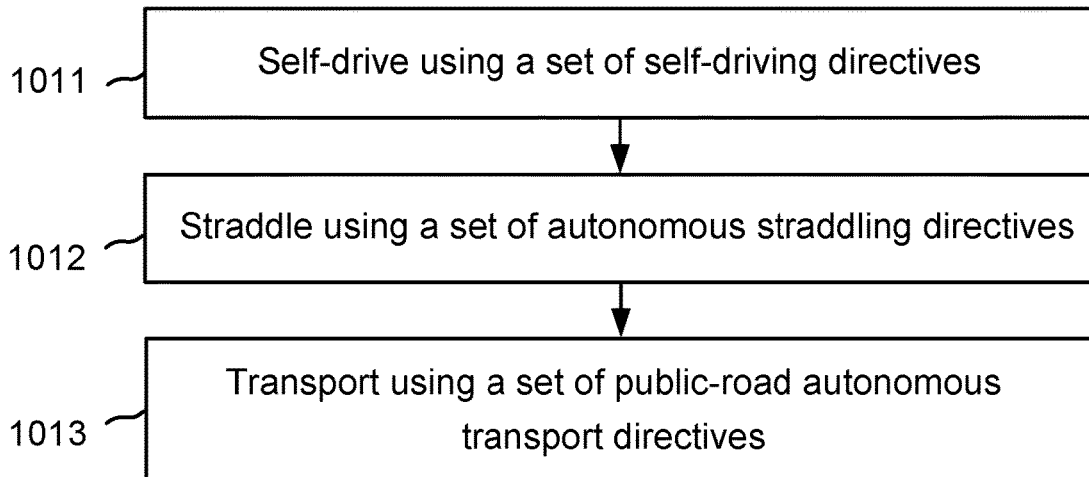 1011
Self-drive using a set of self-driving directives
1012
Straddle using a set of autonomous straddling directives
1013
Transport using a set of public-road autonomous
transport directives